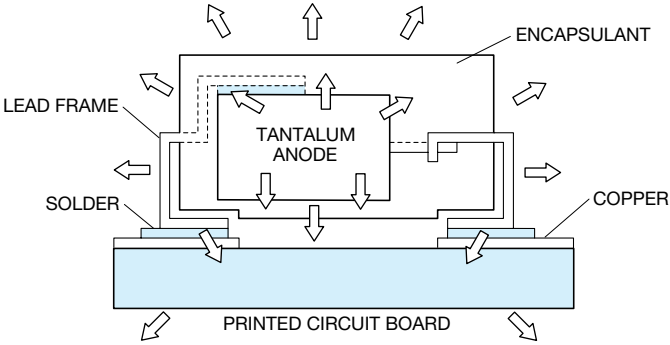 ENCAPSULANT
LEAD FRAME
TANTALUM
ANODE
SOLDER
COPPER
PRINTED CIRCUIT BOARD